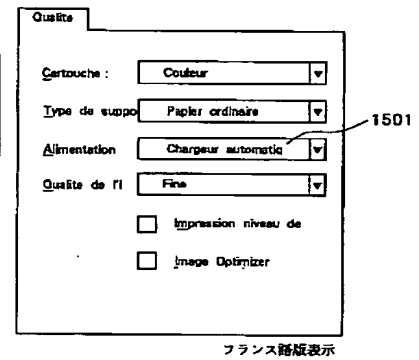 Qualite
Cartouche : Couleur
Type de suppo Papier ordinaire
Alimentation Chargeur automatiq
1501
Qualite de l'I Fine
Impression niveau de
Image Optimizer
フランス語版表示